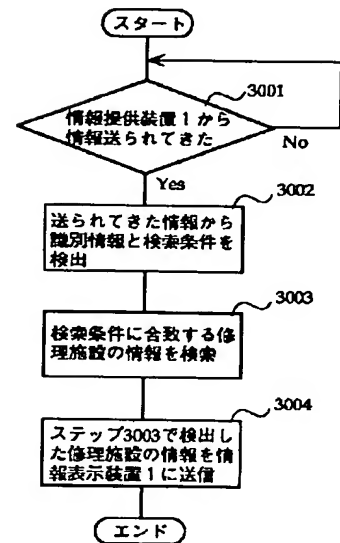 スタート
3001
情報提供装置1から
情報送られてきた
No
Yes
3002
送られてきた情報から
識別情報と検索条件を
検出
3003
検索条件に合致する修
理施設の情報を検索
3004
ステップ3003で検出し
た修理施設の情報を情
報表示装置1に送信
エンド